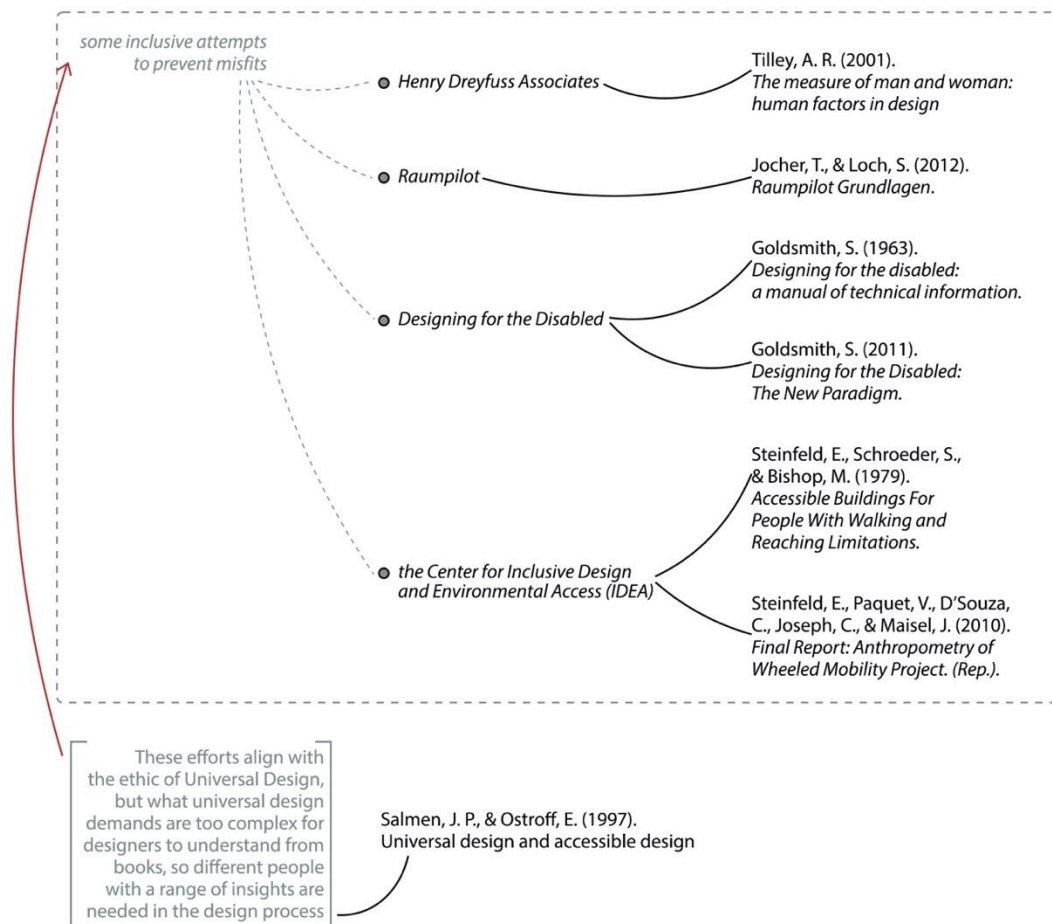 some inclusive attempts
to prevent misfits
Henry Dreyfuss Associates
Tilley, A. R. (2001).
The measure of man and woman:
human factors in design
Raumpilot
Jocher, T., & Loch, S. (2012).
Raumpilot Grundlagen.
Designing for the Disabled
Goldsmith, S. (1963).
Designing for the disabled:
a manual of technical information.
Goldsmith, S. (2011).
Designing for the Disabled:
The New Paradigm.
the Center for Inclusive Design
and Environmental Access (IDEA)
Steinfeld, E., Schroeder, S.,
& Bishop, M. (1979).
Accessible Buildings For
People With Walking and
Reaching Limitations.
Steinfeld, E., Paquet, V., D’Souza,
C., Joseph, C., & Maisel, J. (2010).
Final Report: Anthropometry of
Wheeled Mobility Project. (Rep.).
These efforts align with
the ethic of Universal Design,
but what universal design
demands are too complex for
designers to understand from
books, so different people
with a range of insights are
needed in the design process
Salmen, J. P., & Ostroff, E. (1997).
Universal design and accessible design